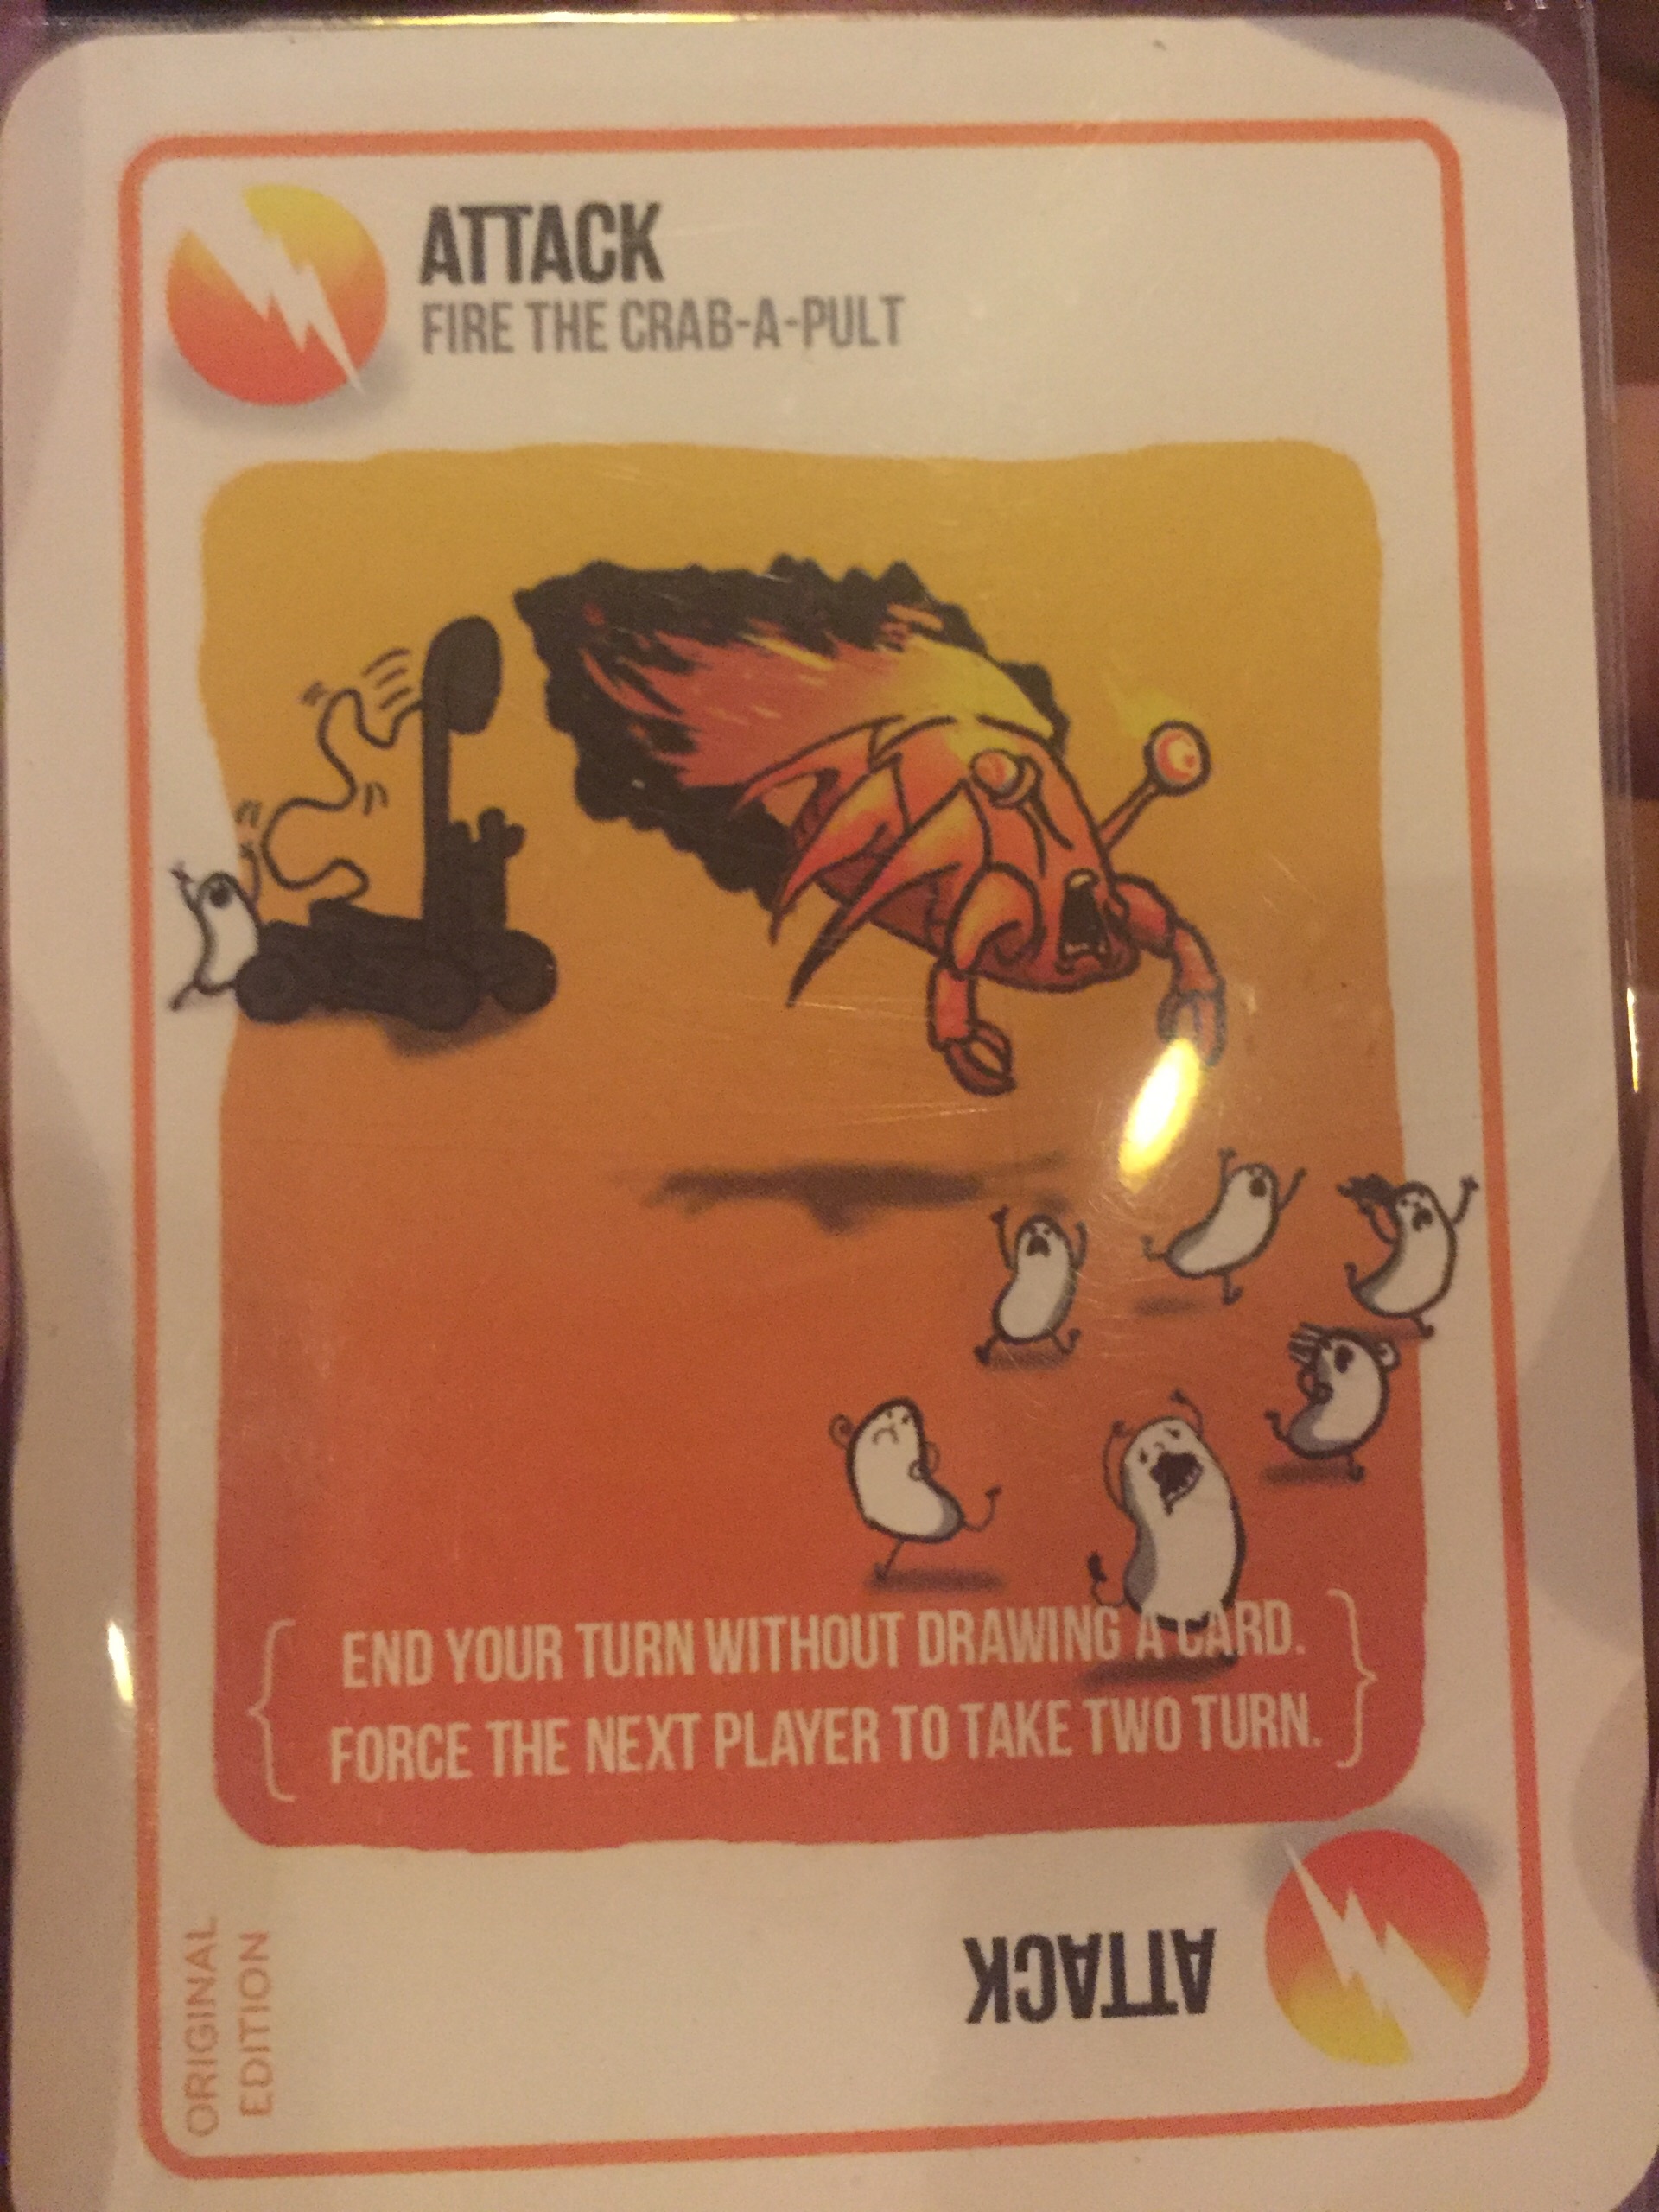 ATTACK
FIRE THE CRAB-A-PULT
END YOUR TURN WITHOUT DRAWING A CARD.
FORCE THE NEXT PLAYER TO TAKE TWO TURN.
ATTACK
ORIGINAL
EDITION